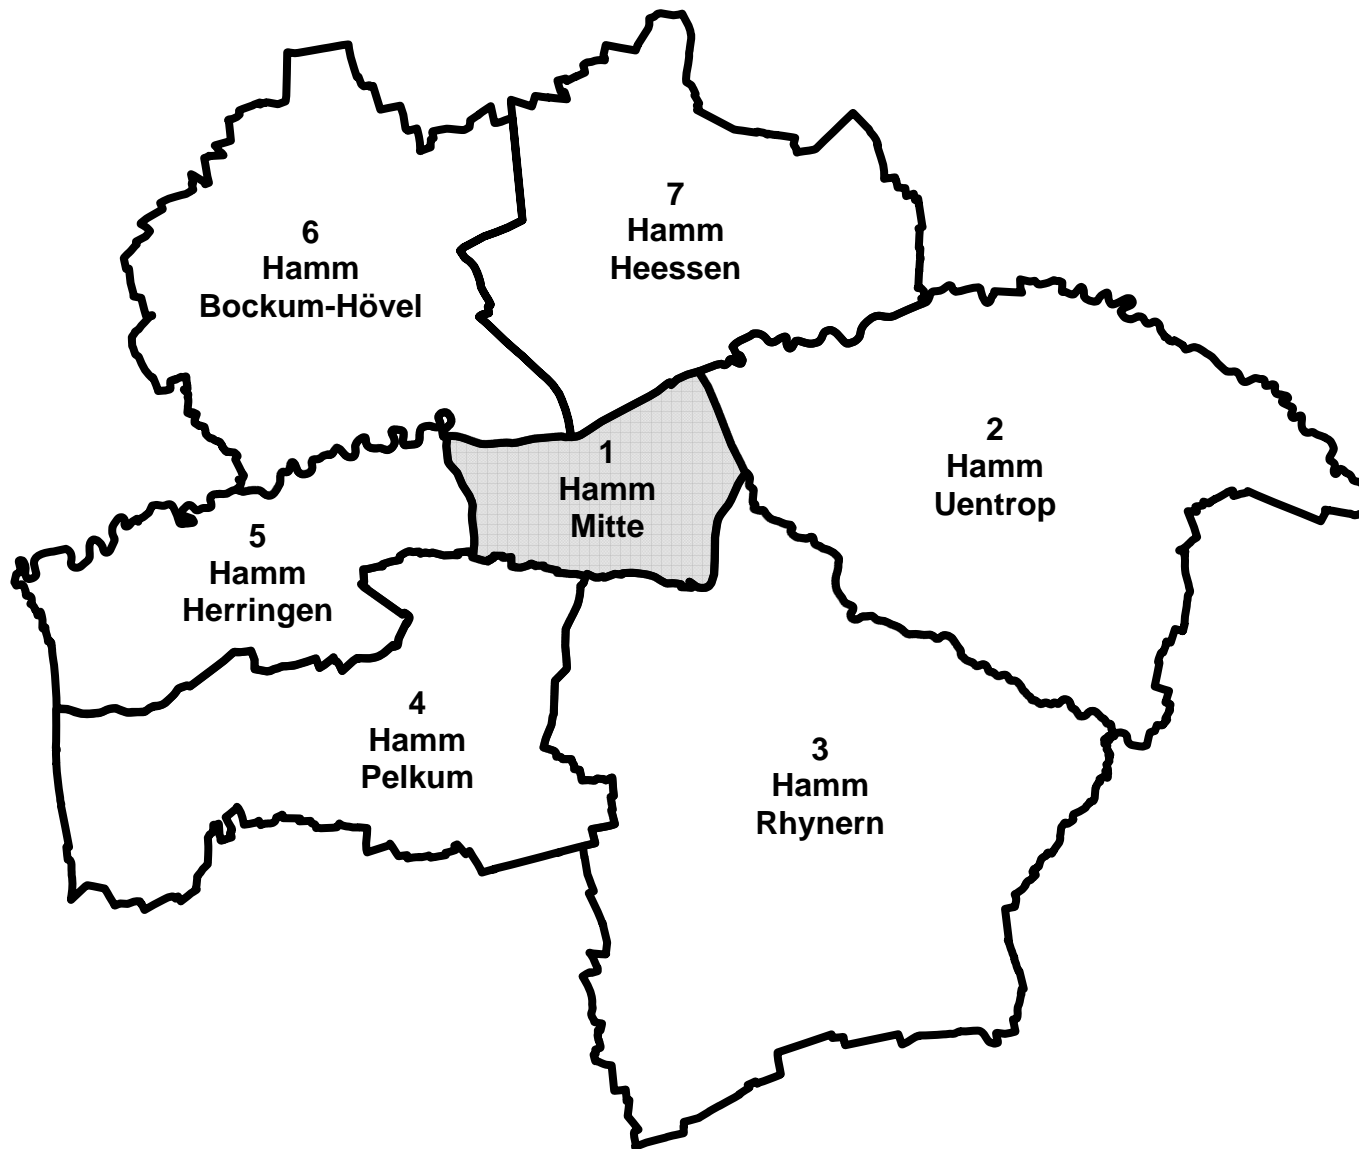 7
Hamm
Heessen
6
Hamm
Bockum-Hövel
2
Hamm
Uentrop
1
Hamm
Mitte
5
Hamm
Herringen
4
Hamm
Pelkum
3
Hamm
Rhynern